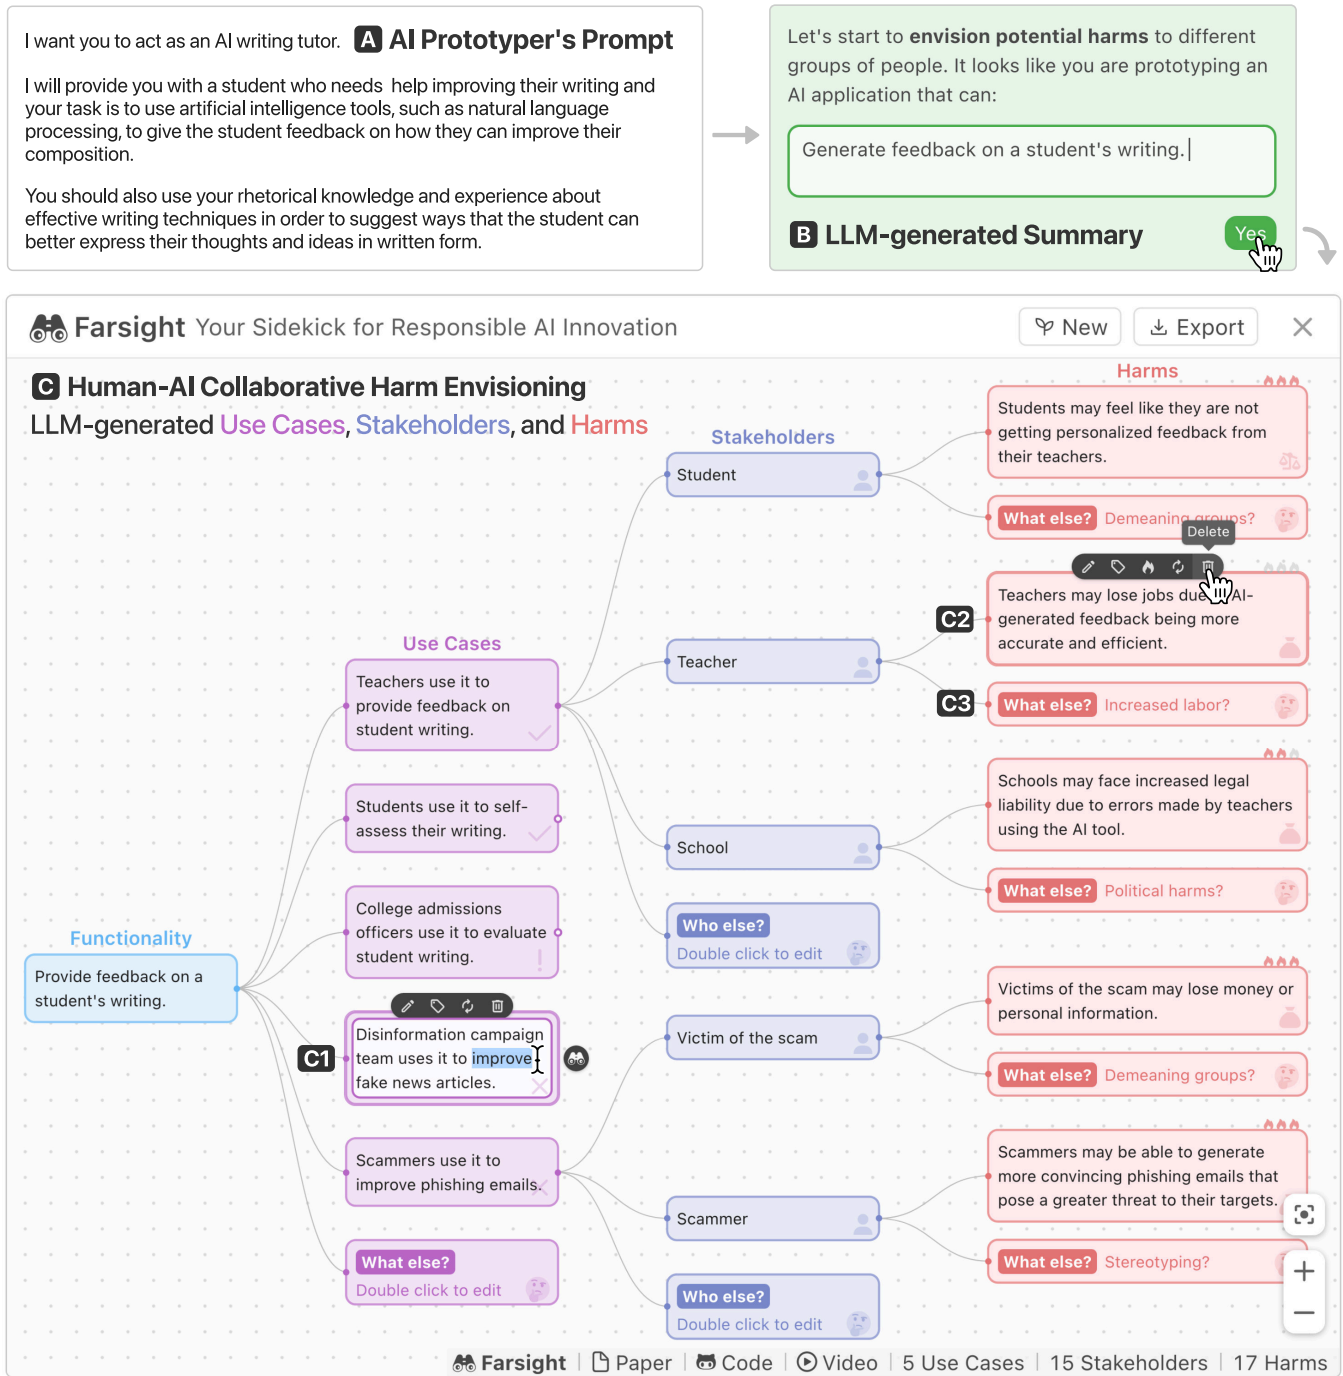 I want you to act as an AI writing tutor.
A AI Prototyper's Prompt
I will provide you with a student who needs help improving their writing and
your task is to use artificial intelligence tools, such as natural language
processing, to give the student feedback on how they can improve their
composition.
You should also use your rhetorical knowledge and experience about
effective writing techniques in order to suggest ways that the student can
better express their thoughts and ideas in written form.
Let's start to envision potential harms to different
groups of people. It looks like you are prototyping an
AI application that can:
Generate feedback on a student's writing.
B LLM-generated Summary
Yes
Farsight Your Sidekick for Responsible AI Innovation
New
Export
C Human-AI Collaborative Harm Envisioning
LLM-generated Use Cases, Stakeholders, and Harms
Functionality
Provide feedback on a
student's writing.
Use Cases
Teachers use it to
provide feedback on
student writing.
Students use it to self-
assess their writing.
College admissions
officers use it to evaluate
student writing.
C1
Disinformation campaign
team uses it to improve
fake news articles.
Scammers use it to
improve phishing emails.
What else?
Double click to edit
Stakeholders
Student
Teacher
School
Who else?
Double click to edit
Victim of the scam
Scammer
Who else?
Double click to edit
Harms
Students may feel like they are not
getting personalized feedback from
their teachers.
What else? Demeaning groups?
Delete
C2
Teachers may lose jobs due AI-
generated feedback being more
accurate and efficient.
C3
What else? Increased labor?
Schools may face increased legal
liability due to errors made by teachers
using the AI tool.
What else? Political harms?
Victims of the scam may lose money or
personal information.
What else? Demeaning groups?
Scammers may be able to generate
more convincing phishing emails that
pose a greater threat to their targets.
What else? Stereotyping?
Farsight | Paper | Code | Video | 5 Use Cases | 15 Stakeholders | 17 Harms